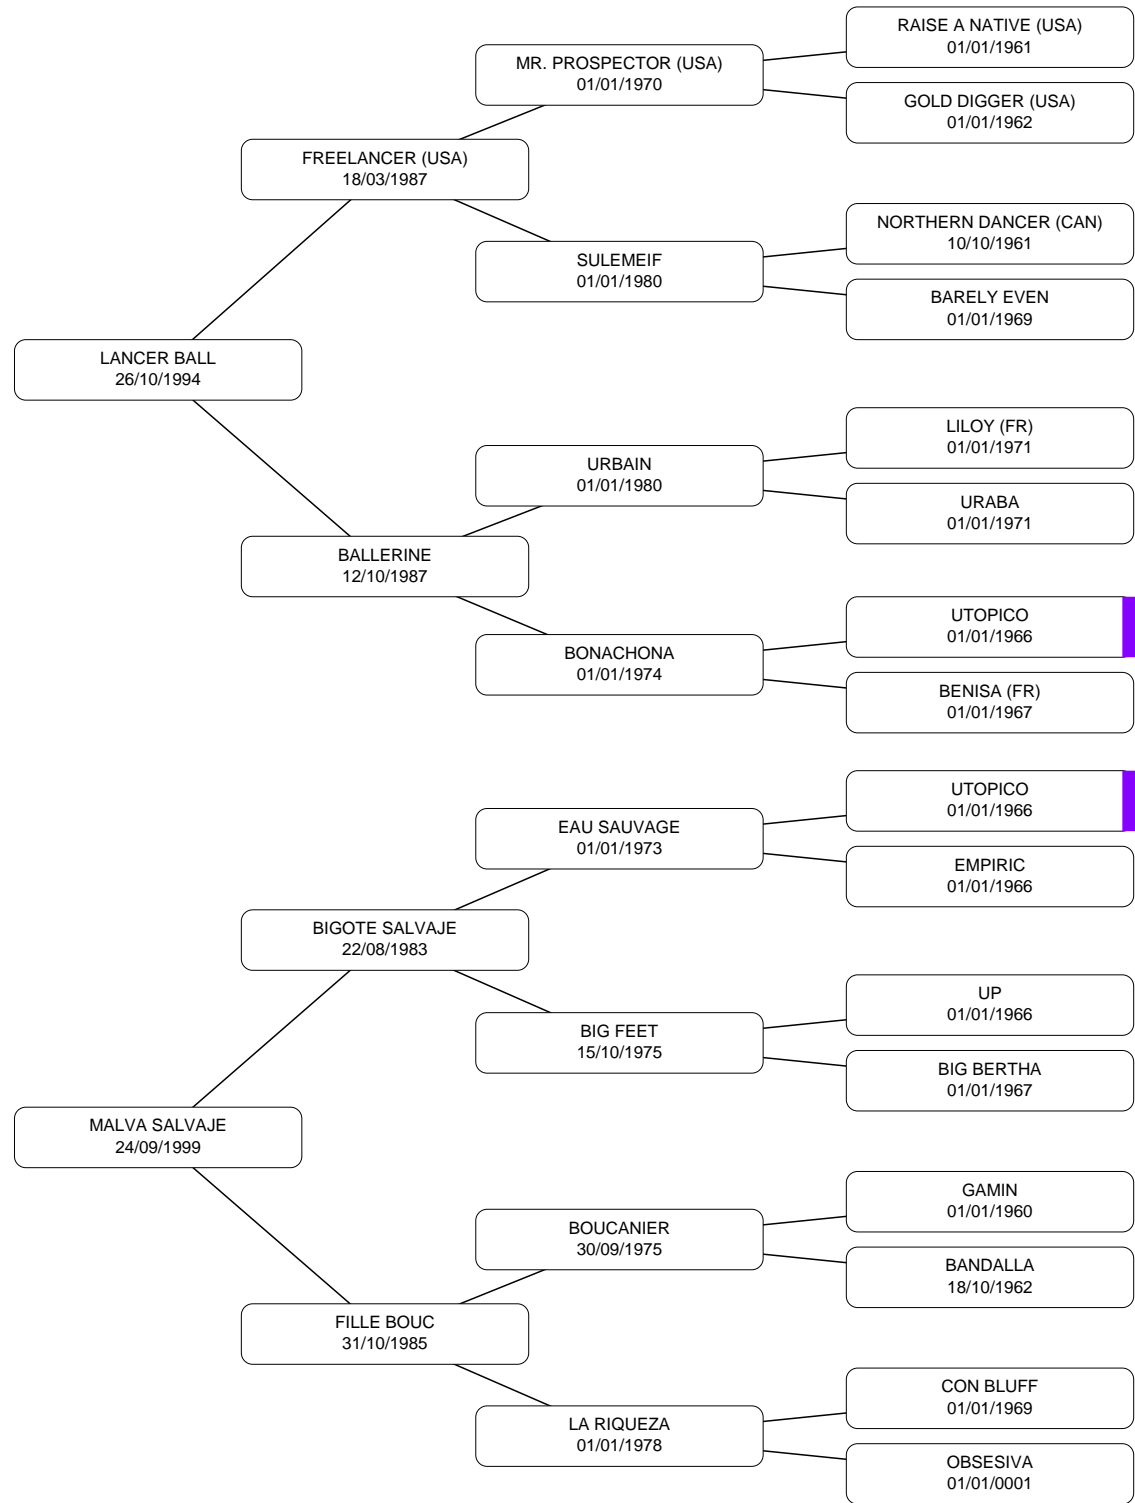 RAISE A NATIVE (USA)
01/01/1961
MR. PROSPECTOR (USA)
01/01/1970
GOLD DIGGER (USA)
01/01/1962
FREELANCER (USA)
18/03/1987
NORTHERN DANCER (CAN)
10/10/1961
SULEMEIF
01/01/1980
BARELY EVEN
01/01/1969
LANCER BALL
26/10/1994
LILOY (FR)
01/01/1971
URBAIN
01/01/1980
URABA
01/01/1971
BALLERINE
12/10/1987
UTOPICO
01/01/1966
BONACHONA
01/01/1974
BENISA (FR)
01/01/1967
UTOPICO
01/01/1966
EAU SAUVAGE
01/01/1973
EMPIRIC
01/01/1966
BIGOTE SALVAJE
22/08/1983
UP
01/01/1966
BIG FEET
15/10/1975
BIG BERTHA
01/01/1967
MALVA SALVAJE
24/09/1999
GAMIN
01/01/1960
BOUCANIER
30/09/1975
BANDALLA
18/10/1962
FILLE BOUC
31/10/1985
CON BLUFF
01/01/1969
LA RIQUEZA
01/01/1978
OBSESIVA
01/01/0001